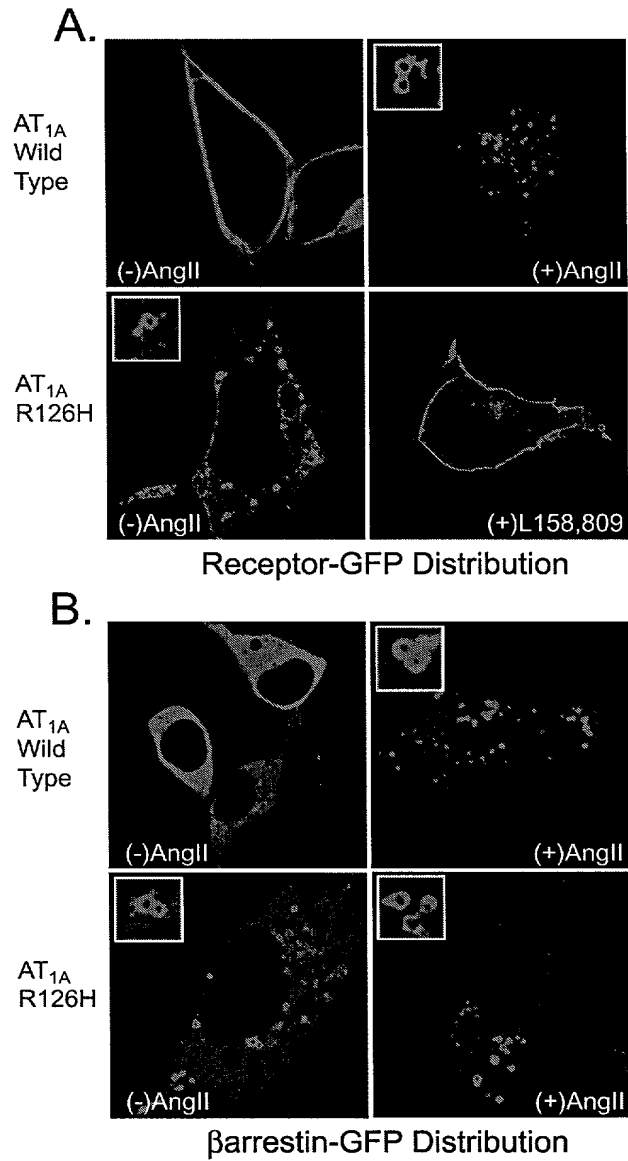 A.
AT1A
Wild
Type
(-)AngII
(+)AngII
AT1A
R126H
(-)AngII
(+)L158,809
Receptor-GFP Distribution
B.
AT1A
Wild
Type
(-)AngII
(+)AngII
AT1A
R126H
(-)AngII
(+)AngII
βarrestin-GFP Distribution